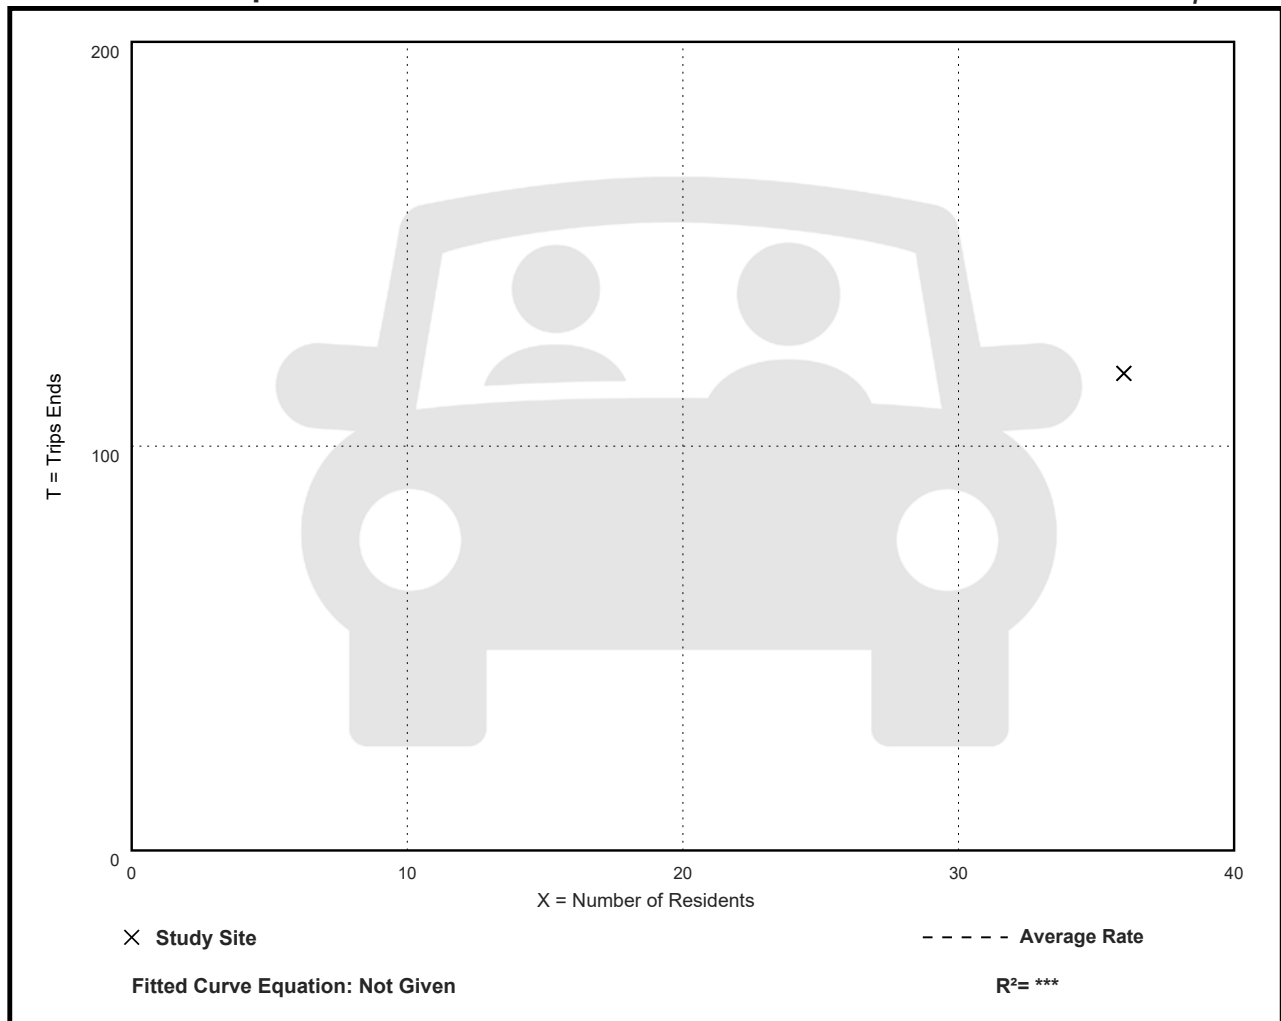 200
100
0
T = Trips Ends
0 10 20 30 40
X = Number of Residents
Study Site
Average Rate
Fitted Curve Equation: Not Given
R²= ***